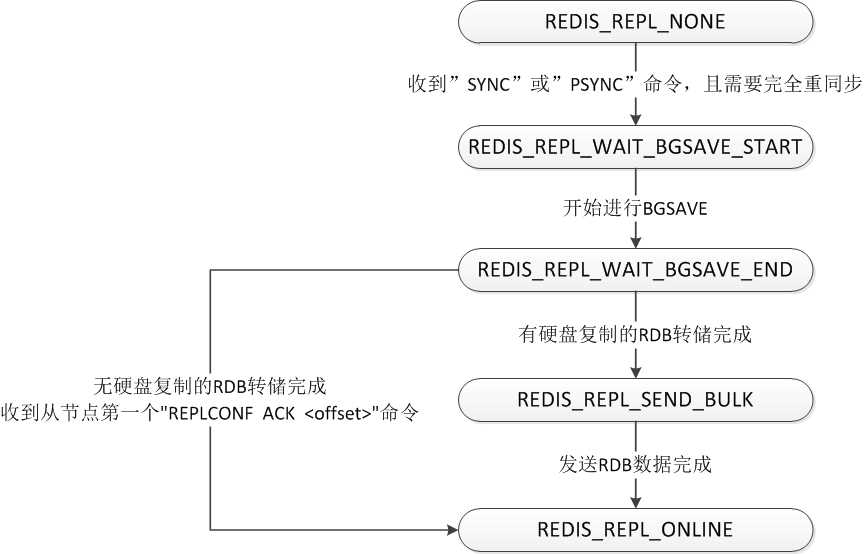 REDIS_REPL_NONE
收到”SYNC”或”PSYNC”命令，且需要完全重同步
REDIS_REPL_WAIT_BGSAVE_START
开始进行BGSAVE
REDIS_REPL_WAIT_BGSAVE_END
有硬盘复制的RDB转储完成
无硬盘复制的RDB转储完成
收到从节点第一个"REPLCONF ACK <offset>"命令
REDIS_REPL_SEND_BULK
发送RDB数据完成
REDIS_REPL_ONLINE